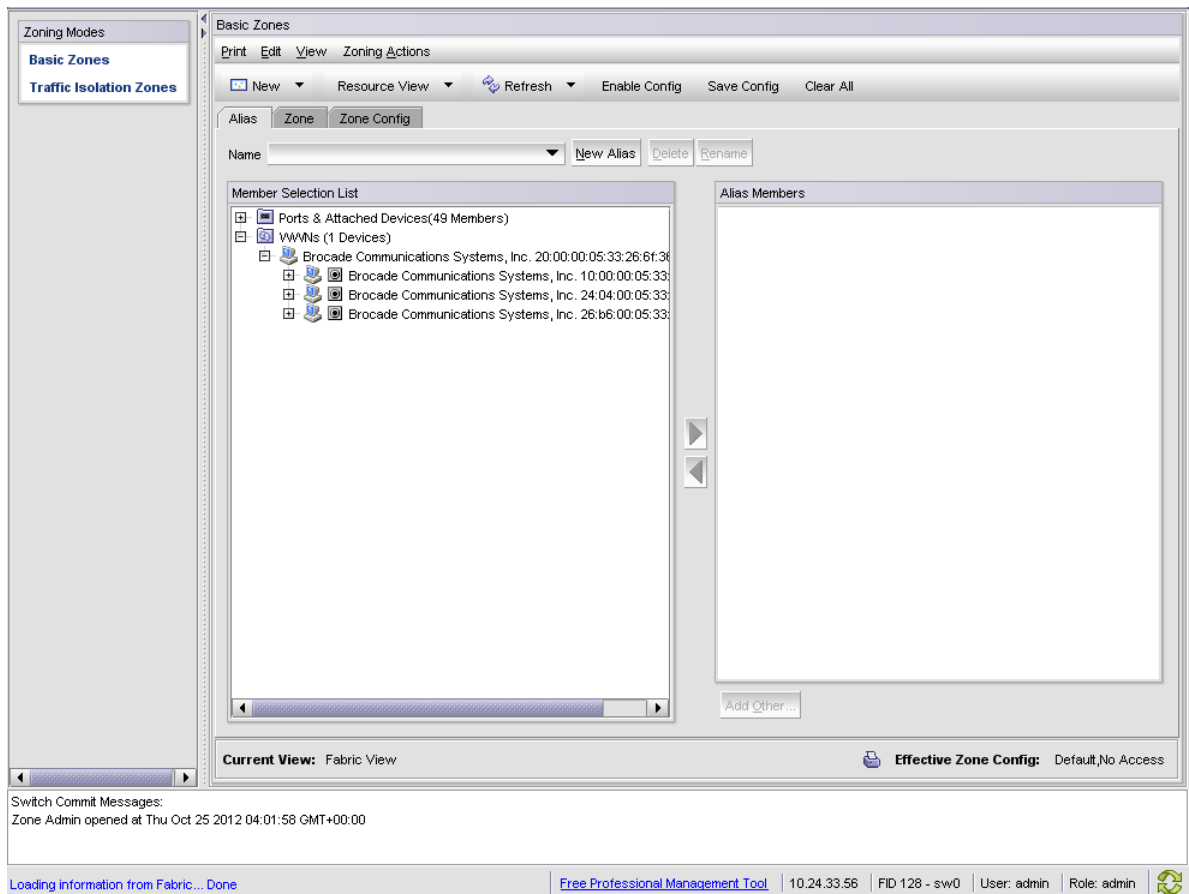 Zoning Modes
Basic Zones
Traffic Isolation Zones
Basic Zones
Print Edit View Zoning Actions
New Resource View Refresh Enable Config Save Config Clear All
Alias Zone Zone Config
Name New Alias Delete Rename
Member Selection List
Ports & Attached Devices(49 Members)
WWNs (1 Devices)
Brocade Communications Systems, Inc. 20:00:00:05:33:26:6f:36
Brocade Communications Systems, Inc. 10:00:00:05:33:
Brocade Communications Systems, Inc. 24:04:00:05:33:
Brocade Communications Systems, Inc. 26:b6:00:05:33:
Alias Members
Add Other...
Current View: Fabric View
Effective Zone Config: Default,No Access
Switch Commit Messages:
Zone Admin opened at Thu Oct 25 2012 04:01:58 GMT+00:00
Loading information from Fabric... Done
Free Professional Management Tool 10.24.33.56 FID 128 - sw0 User: admin Role: admin